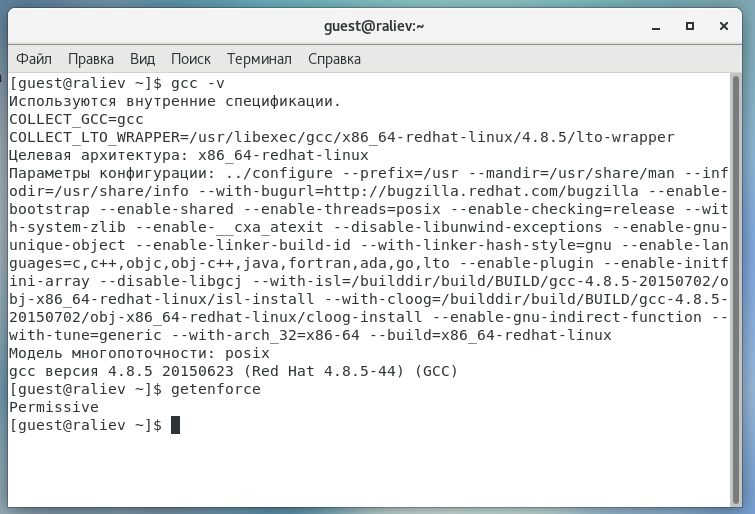 guest@raliev:~
Файл Правка Вид Поиск Терминал Справка
[guest@raliev ~]$ gcc -v
Используются внутренние спецификации.
COLLECT_GCC=gcc
COLLECT_LTO_WRAPPER=/usr/libexec/gcc/x86_64-redhat-linux/4.8.5/lto-wrapper
Целевая архитектура: x86_64-redhat-linux
Параметры конфигурации: ../configure --prefix=/usr --mandir=/usr/share/man --inf
odir=/usr/share/info --with-bugurl=http://bugzilla.redhat.com/bugzilla --enable-
bootstrap --enable-shared --enable-threads=posix --enable-checking=release --wit
h-system-zlib --enable-__cxa_atexit --disable-libunwind-exceptions --enable-gnu-
unique-object --enable-linker-build-id --with-linker-hash-style=gnu --enable-lan
guages=c,c++,objc,obj-c++,java,fortran,ada,go,lto --enable-plugin --enable-initf
ini-array --disable-libgcj --with-isl=/builddir/build/BUILD/gcc-4.8.5-20150702/o
bj-x86_64-redhat-linux/isl-install --with-cloog=/builddir/build/BUILD/gcc-4.8.5-
20150702/obj-x86_64-redhat-linux/cloog-install --enable-gnu-indirect-function --
with-tune=generic --with-arch_32=x86-64 --build=x86_64-redhat-linux
Модель многопоточности: posix
gcc версия 4.8.5 20150623 (Red Hat 4.8.5-44) (GCC)
[guest@raliev ~]$ getenforce
Permissive
[guest@raliev ~]$